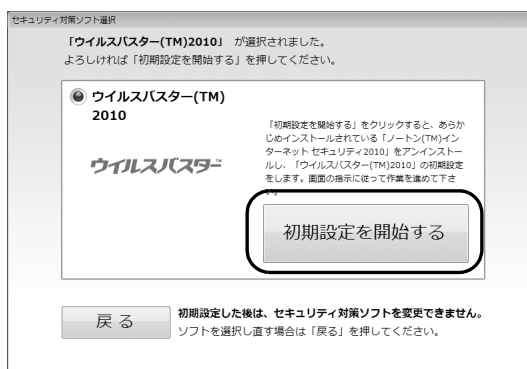 セキュリティ対策ソフト選択
「ウイルスバスター(TM)2010」 が選択されました。
よろしければ「初期設定を開始する」を押してください。
ウイルスバスター(TM)
2010
ウイルスバスター™
「初期設定を開始する」をクリックすると、あらか
じめインストールされている「ノートン(TM)イン
ターネット セキュリティ2010」をアンインストー
ルし、「ウイルスバスター(TM)2010」の初期設定
をします。画面の指示に従って作業を進めて下さ
い。
初期設定を開始する
戻 る
初期設定した後は、セキュリティ対策ソフトを変更できません。
ソフトを選択し直す場合は「戻る」を押してください。